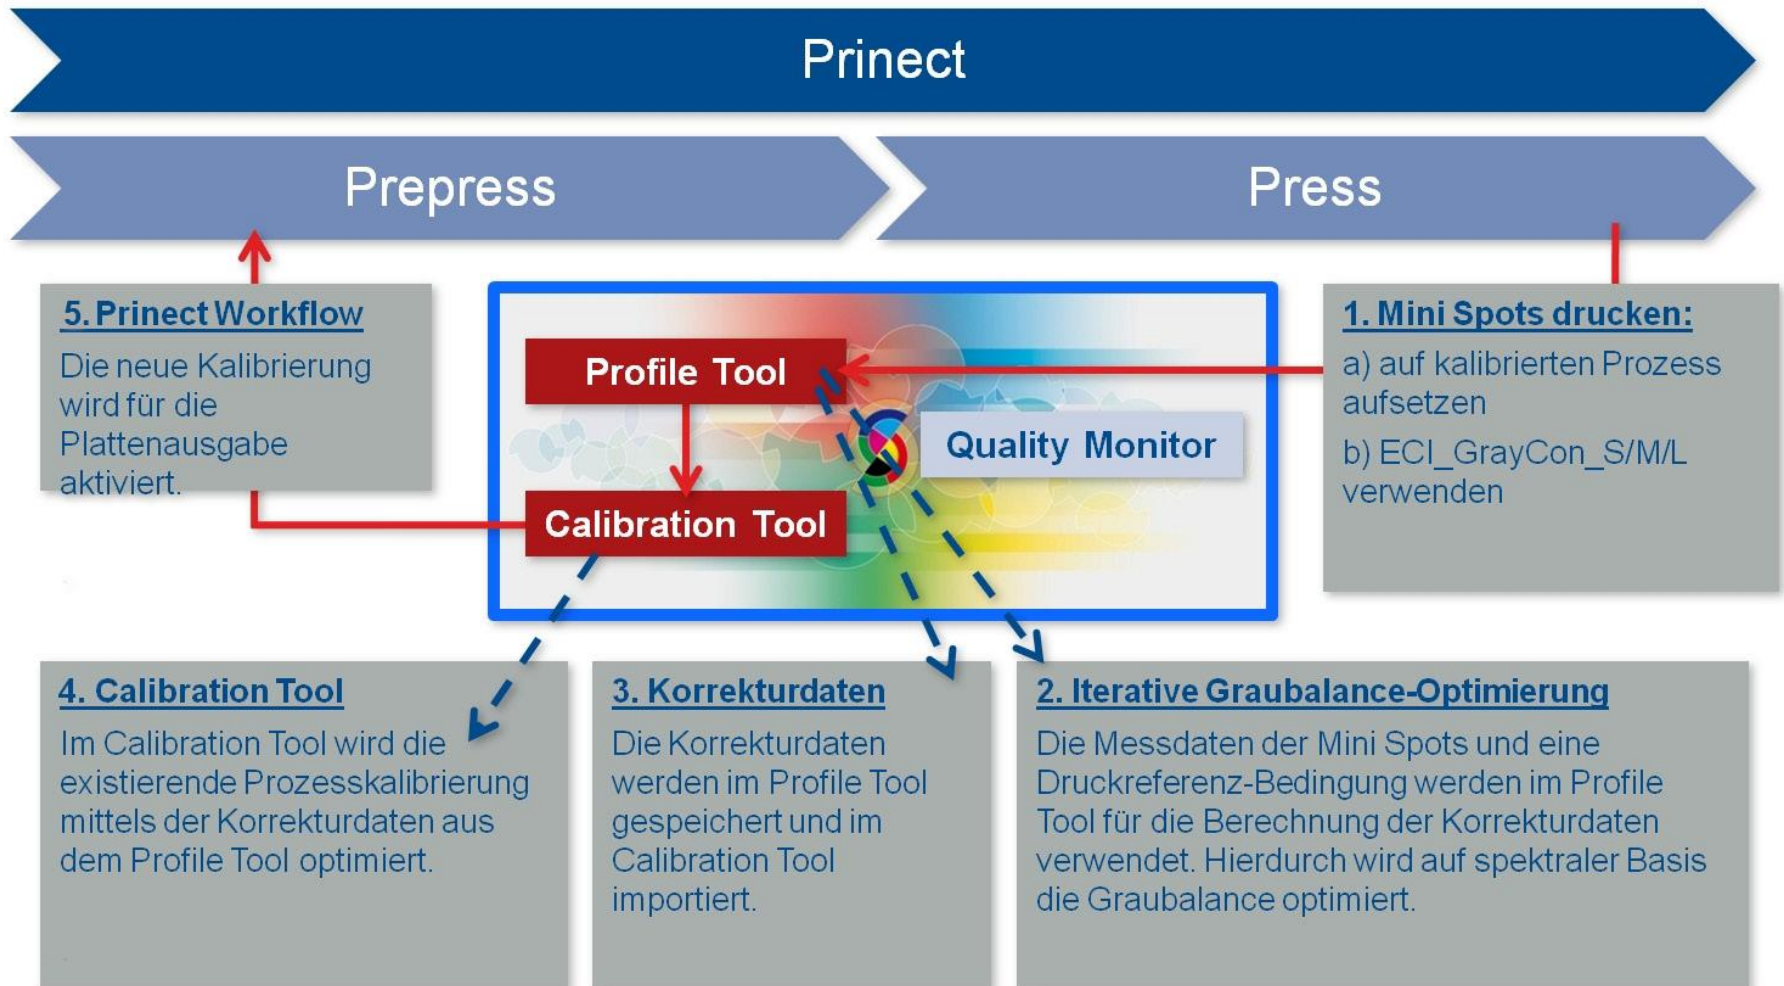 Prinect
Prepress
Press
5. Prinect Workflow
Die neue Kalibrierung
wird für die
Plattenausgabe
aktiviert.
Profile Tool
Quality Monitor
Calibration Tool
1. Mini Spots drucken:
a) auf kalibrierten Prozess
aufsetzen
b) ECI_GrayCon_S/M/L
verwenden
4. Calibration Tool
Im Calibration Tool wird die
existierende Prozesskalibrierung
mittels der Korrekturdaten aus
dem Profile Tool optimiert.
3. Korrekturdaten
Die Korrekturdaten
werden im Profile Tool
gespeichert und im
Calibration Tool
importiert.
2. Iterative Graubalance-Optimierung
Die Messdaten der Mini Spots und eine
Druckreferenz-Bedingung werden im Profile
Tool für die Berechnung der Korrekturdaten
verwendet. Hierdurch wird auf spektraler Basis
die Graubalance optimiert.